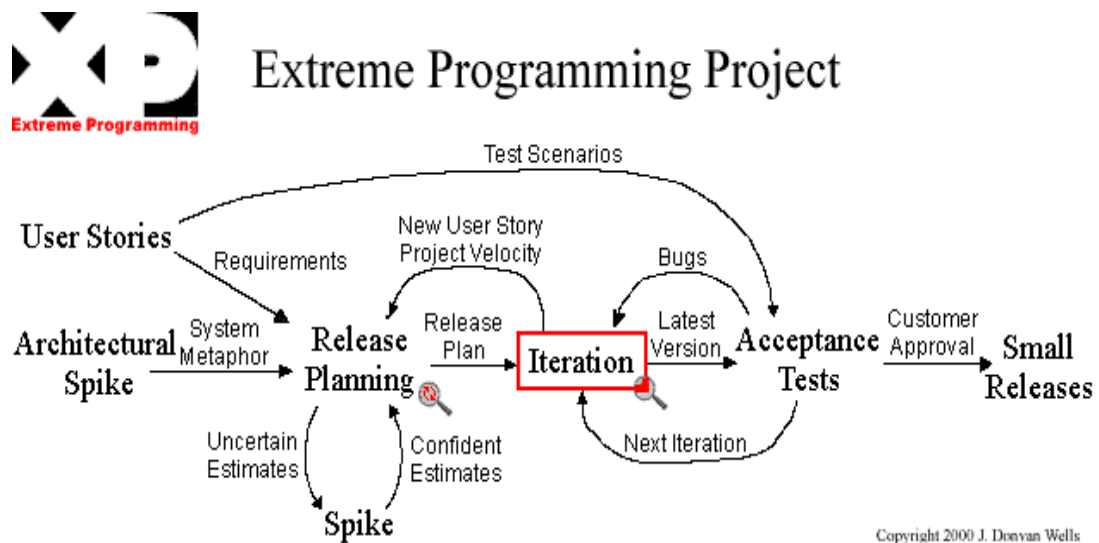 XP
Extreme Programming
Extreme Programming Project
Test Scenarios
User Stories
New User Story
Project Velocity
Requirements
Bugs
Architectural
Spike
System
Metaphor
Release
Planning
Release
Plan
Iteration
Latest
Version
Acceptance
Tests
Customer
Approval
Small
Releases
Uncertain
Estimates
Confident
Estimates
Next Iteration
Spike
Copyright 2000 J. Donvan Wells